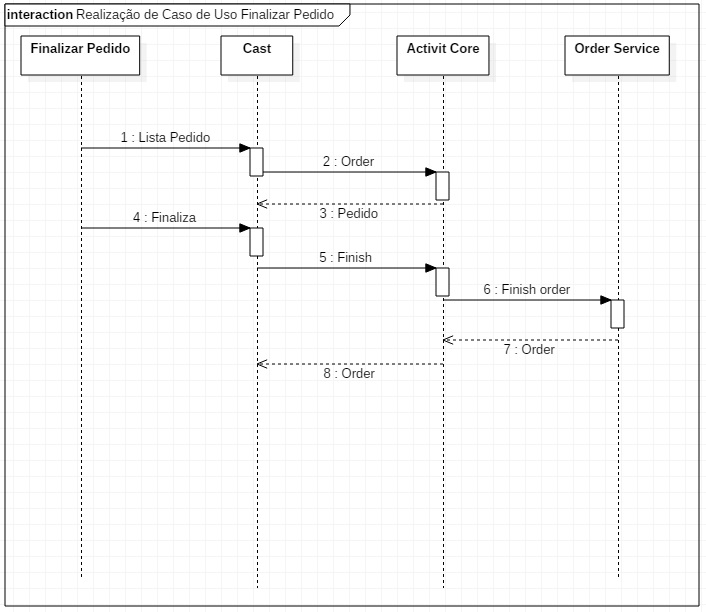 interaction Realização de Caso de Uso Finalizar Pedido
Finalizar Pedido
Cast
Activit Core
Order Service
1 : Lista Pedido
2 : Order
3 : Pedido
4 : Finaliza
5 : Finish
6 : Finish order
7 : Order
8 : Order